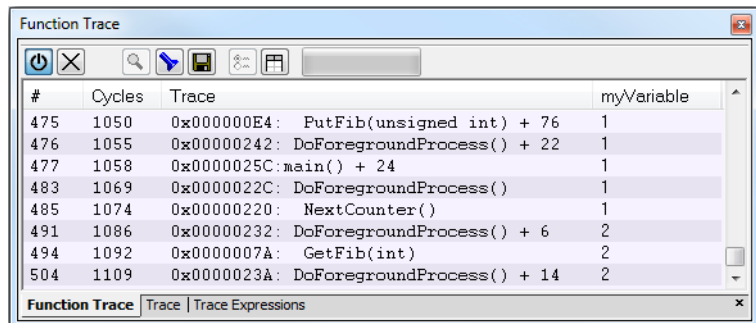 Function Trace
# Cycles Trace myVariable
475 1050 0x000000E4: PutFib(unsigned int) + 76 1
476 1055 0x00000242: DoForegroundProcess() + 22 1
477 1058 0x0000025C:main() + 24 1
483 1069 0x0000022C: DoForegroundProcess() 1
485 1074 0x00000220: NextCounter() 1
491 1086 0x00000232: DoForegroundProcess() + 6 2
494 1092 0x0000007A: GetFib(int) 2
504 1109 0x0000023A: DoForegroundProcess() + 14 2
Function Trace Trace | Trace Expressions